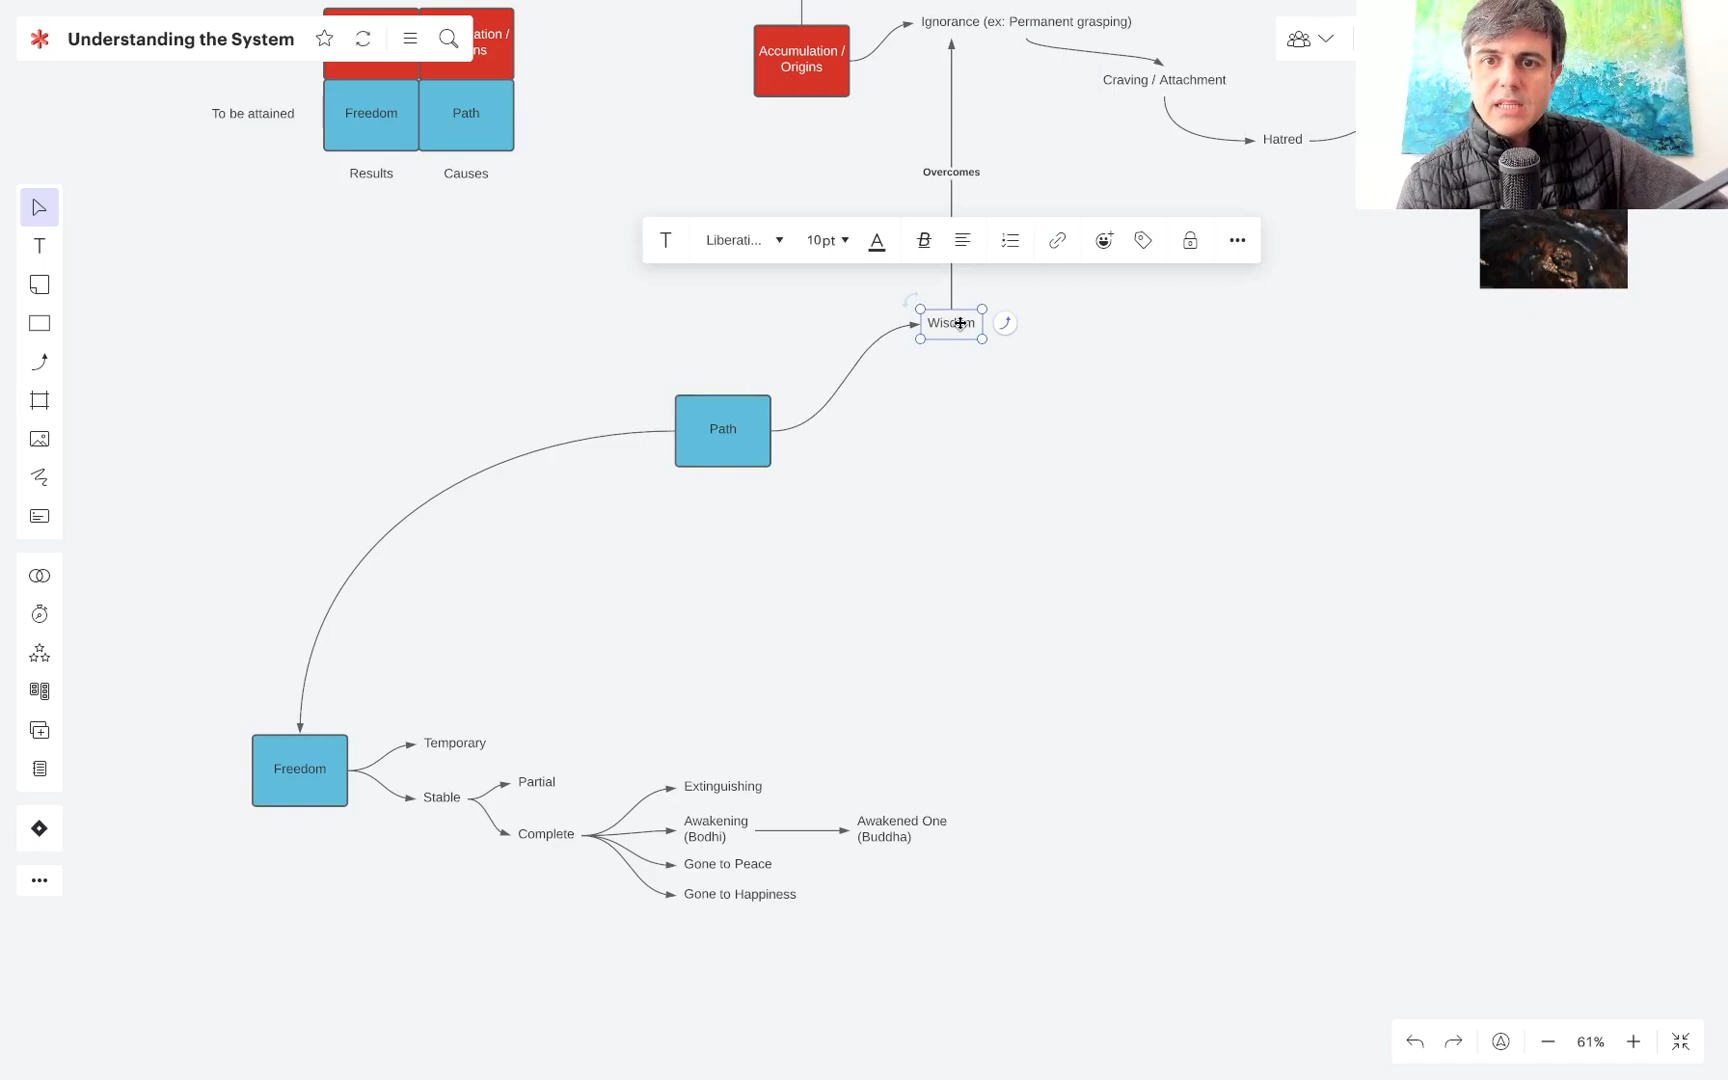 Understanding the System
ation /
ns
To be attained
Freedom
Path
Results
Causes
Accumulation /
Origins
Ignorance (ex: Permanent grasping)
Craving / Attachment
Hatred
Overcomes
T
Liberati...
10pt
A
B
Wisdom
Path
Freedom
Temporary
Stable
Partial
Complete
Extinguishing
Awakening
(Bodhi)
Awakened One
(Buddha)
Gone to Peace
Gone to Happiness
T
61%